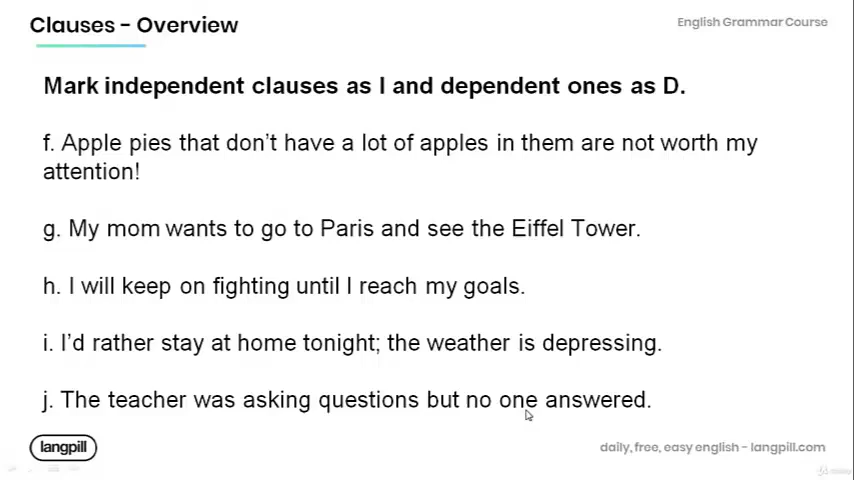 Clauses - Overview
English Grammar Course
Mark independent clauses as I and dependent ones as D.
f. Apple pies that don't have a lot of apples in them are not worth my
attention!
g. My mom wants to go to Paris and see the Eiffel Tower.
h. I will keep on fighting until I reach my goals.
i. I'd rather stay at home tonight; the weather is depressing.
j. The teacher was asking questions but no one answered.
langpill
daily, free, easy english - langpill.com